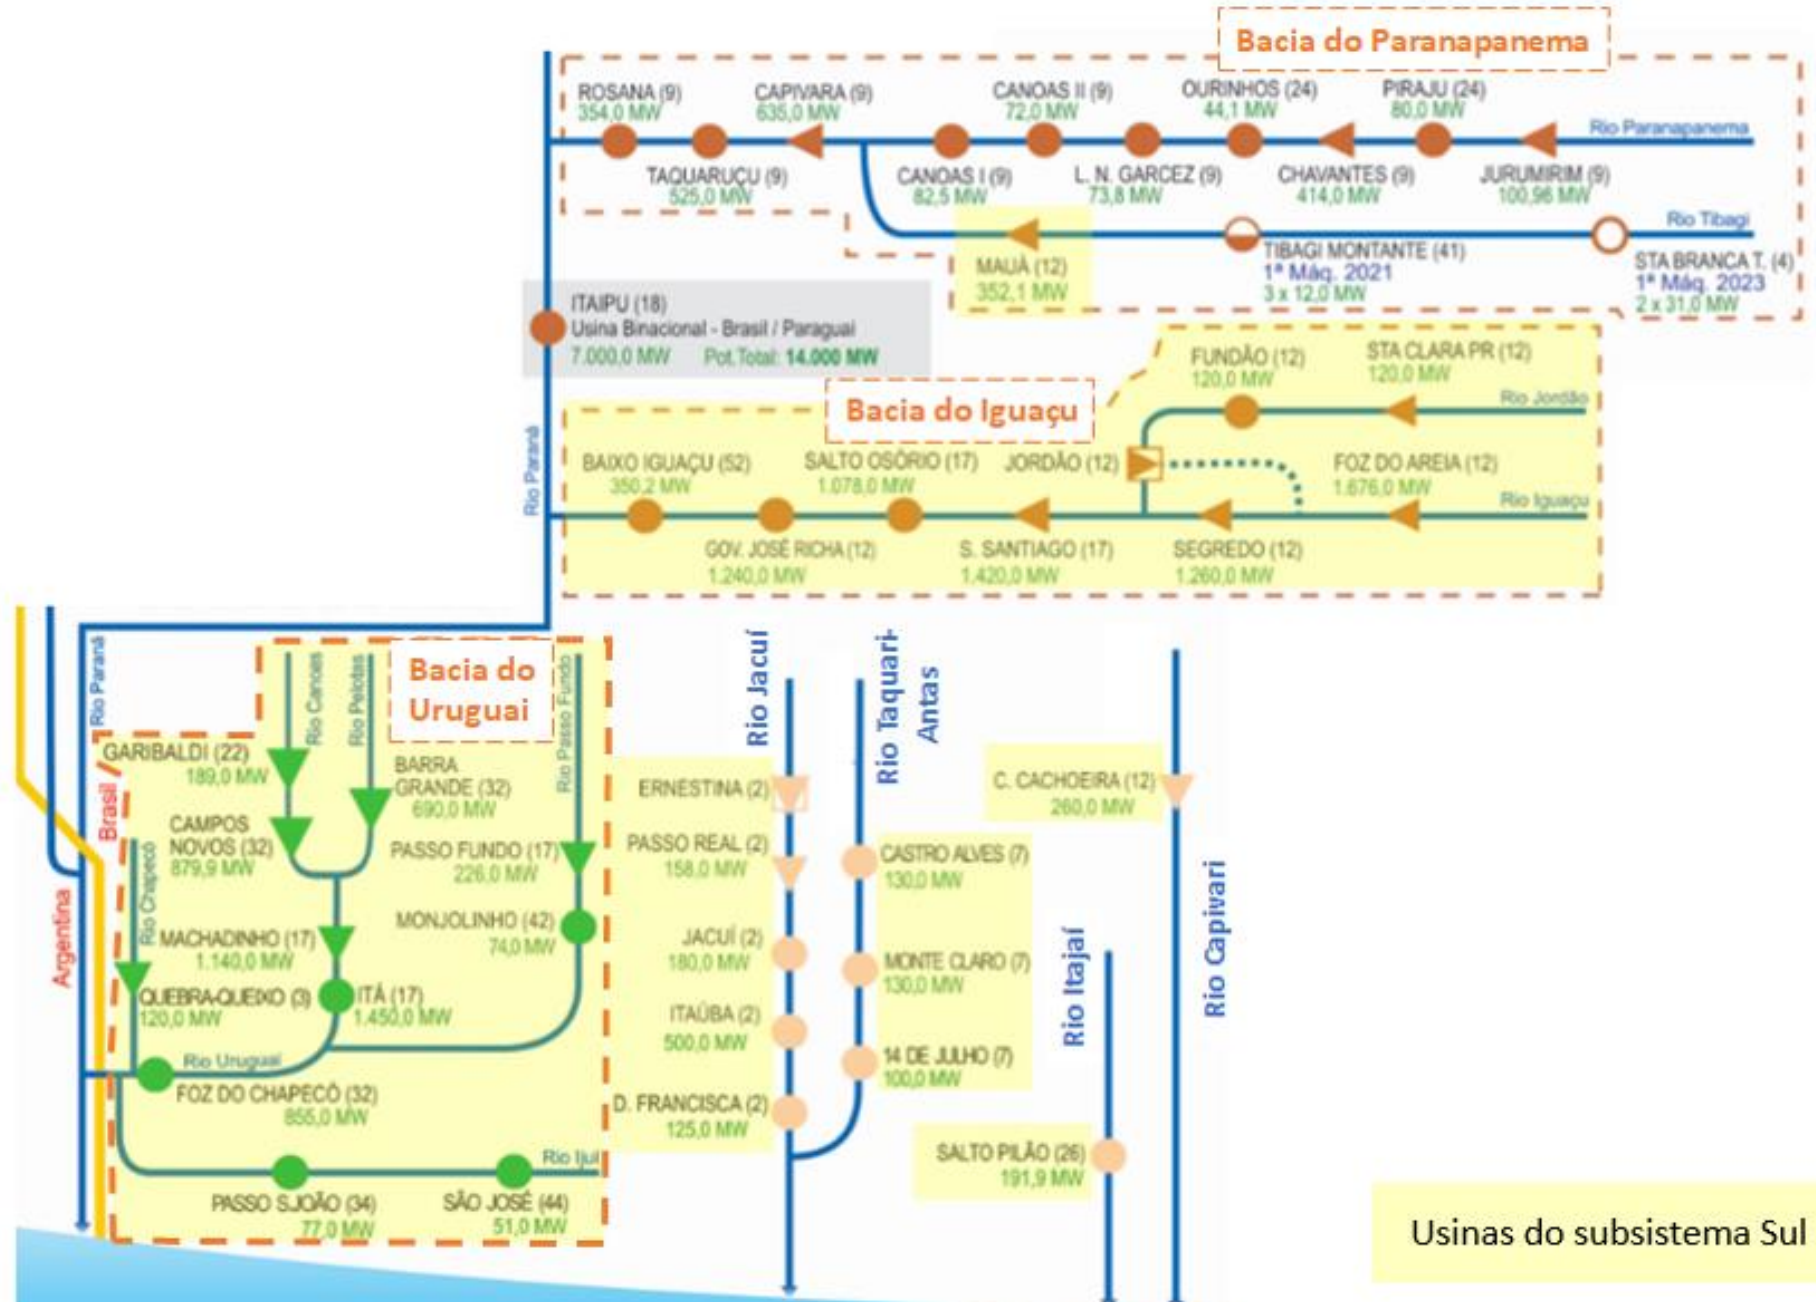 Bacia do Paranapanema
ROSANA (9)
354,0 MW
CAPIVARA (9)
635,0 MW
CANOAS II (9)
72,0 MW
OURINHOS (24)
44,1 MW
PIRAJU (24)
80,0 MW
Rio Paranapanema
TAQUARUÇU (9)
525,0 MW
CANOAS I (9)
82,5 MW
L. N. GARCEZ (9)
73,8 MW
CHAVANTES (9)
414,0 MW
JURUMIRIM (9)
100,96 MW
Rio Tibagi
MAUÁ (12)
352,1 MW
TIBAGI MONTANTE (41)
1ª Máq. 2021
3 x 12,0 MW
STA BRANCA T. (4)
1ª Máq. 2023
2 x 31,0 MW
ITAIPU (18)
Usina Binacional - Brasil / Paraguai
7.000,0 MW Pot.Total: 14.000 MW
Rio Paraná
Bacia do Iguaçu
FUNDÃO (12)
120,0 MW
STA CLARA PR (12)
120,0 MW
Rio Jordão
BAIXO IGUAÇU (52)
350,2 MW
SALTO OSÓRIO (17)
1.078,0 MW
JORDÃO (12)
FOZ DO AREIA (12)
1.676,0 MW
Rio Iguaçu
GOV. JOSÉ RICHA (12)
1.240,0 MW
S. SANTIAGO (17)
1.420,0 MW
SEGREDO (12)
1.260,0 MW
Rio Paraná
Brasil
Argentina
Bacia do
Uruguai
Rio Canoas
Rio Pelotas
Rio Passo Fundo
GARIBALDI (22)
189,0 MW
BARRA
GRANDE (32)
690,0 MW
CAMPOS
NOVOS (32)
879,9 MW
PASSO FUNDO (17)
226,0 MW
Rio Chapecó
MACHADINHO (17)
1.140,0 MW
MONJOLINHO (42)
74,0 MW
QUEBRA-QUEIXO (3)
120,0 MW
ITÁ (17)
1.450,0 MW
Rio Uruguai
FOZ DO CHAPECÓ (32)
855,0 MW
Rio Ijuí
PASSO S.JOÃO (34)
77,0 MW
SÃO JOSÉ (44)
51,0 MW
Rio Jacuí
ERNESTINA (2)
PASSO REAL (2)
158,0 MW
JACUÍ (2)
180,0 MW
ITAÚBA (2)
500,0 MW
D. FRANCISCA (2)
125,0 MW
Rio Taquari-
Antas
CASTRO ALVES (7)
130,0 MW
MONTE CLARO (7)
130,0 MW
14 DE JULHO (7)
100,0 MW
Rio Itajaí
SALTO PILÃO (26)
191,9 MW
C. CACHOEIRA (12)
260,0 MW
Rio Capivari
Usinas do subsistema Sul